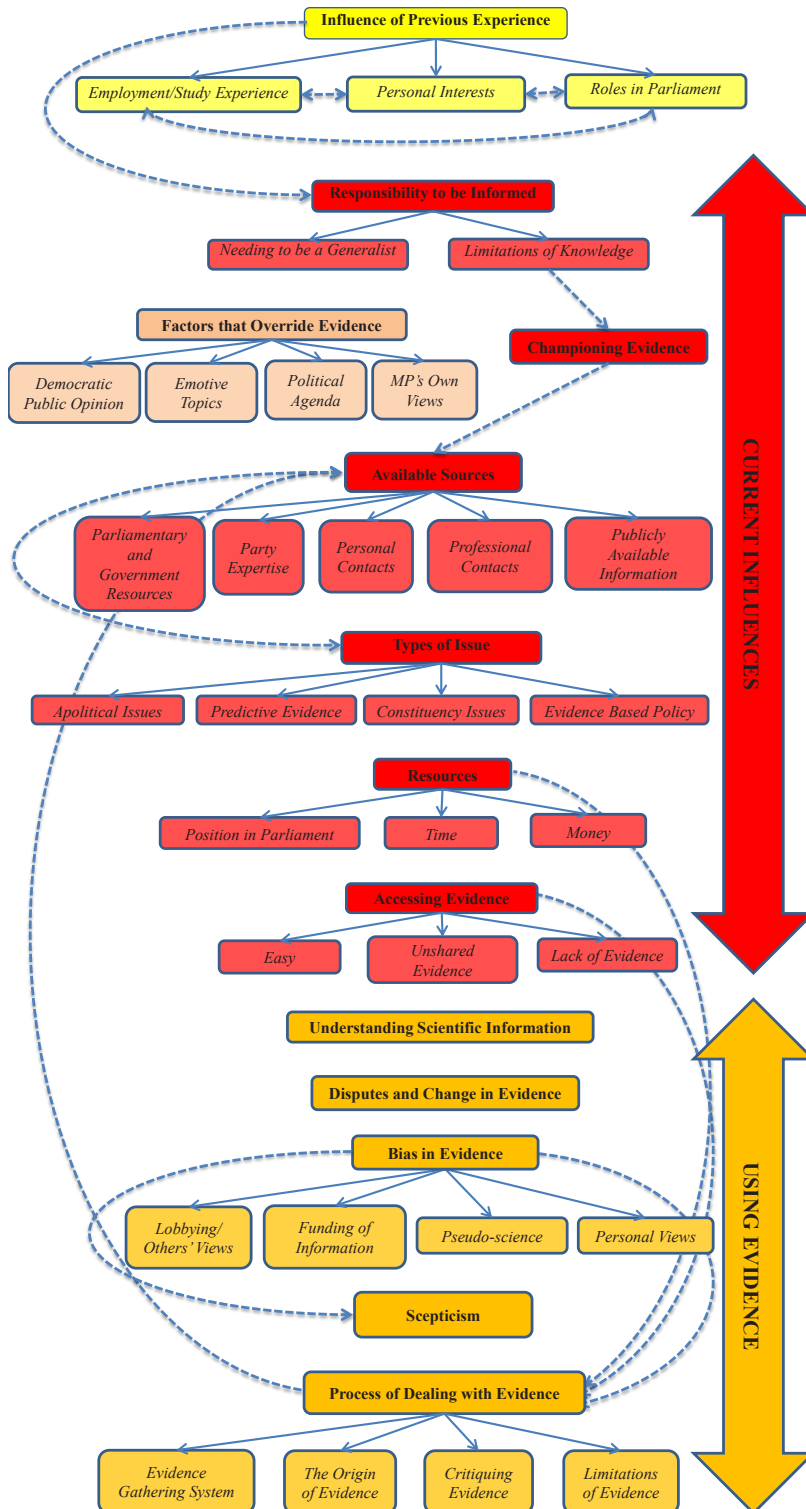 Influence of Previous Experience
Employment/Study Experience
Personal Interests
Roles in Parliament
Responsibility to be Informed
Needing to be a Generalist
Limitations of Knowledge
Factors that Override Evidence
Championing Evidence
Democratic
Public Opinion
Emotive
Topics
Political
Agenda
MP's Own
Views
Available Sources
Parliamentary
and
Government
Resources
Party
Expertise
Personal
Contacts
Professional
Contacts
Publicly
Available
Information
Types of Issue
Apolitical Issues
Predictive Evidence
Constituency Issues
Evidence Based Policy
Resources
Position in Parliament
Time
Money
Accessing Evidence
Easy
Unshared
Evidence
Lack of Evidence
CURRENT INFLUENCES
Understanding Scientific Information
Disputes and Change in Evidence
Bias in Evidence
Lobbying/
Others' Views
Funding of
Information
Pseudo-science
Personal Views
Scepticism
Process of Dealing with Evidence
Evidence
Gathering System
The Origin
of Evidence
Critiquing
Evidence
Limitations
of Evidence
USING EVIDENCE